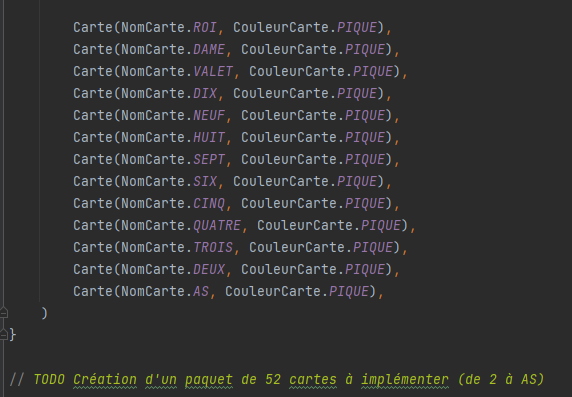 Carte(NomCarte.ROI, CouleurCarte.PIQUE),
Carte(NomCarte.DAME, CouleurCarte.PIQUE),
Carte(NomCarte.VALET, CouleurCarte.PIQUE),
Carte(NomCarte.DIX, CouleurCarte.PIQUE),
Carte(NomCarte.NEUF, CouleurCarte.PIQUE),
Carte(NomCarte.HUIT, CouleurCarte.PIQUE),
Carte(NomCarte.SEPT, CouleurCarte.PIQUE),
Carte(NomCarte.SIX, CouleurCarte.PIQUE),
Carte(NomCarte.CINQ, CouleurCarte.PIQUE),
Carte(NomCarte.QUATRE, CouleurCarte.PIQUE),
Carte(NomCarte.TROIS, CouleurCarte.PIQUE),
Carte(NomCarte.DEUX, CouleurCarte.PIQUE),
Carte(NomCarte.AS, CouleurCarte.PIQUE),
)
}
// TODO Création d'un paquet de 52 cartes à implémenter (de 2 à AS)